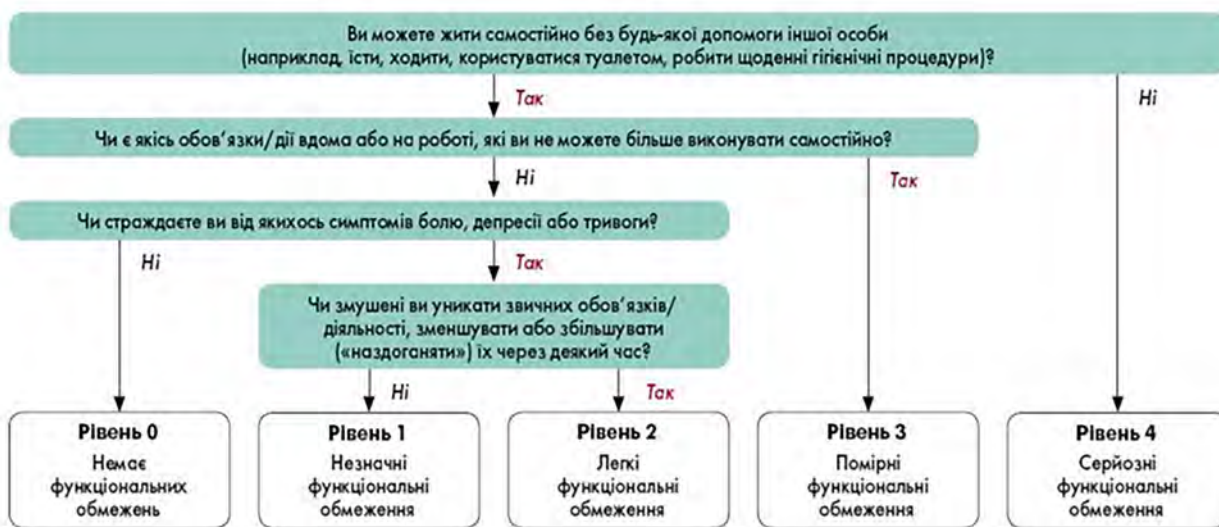 Ви можете жити самостійно без будь-якої допомоги іншої особи
(наприклад, їсти, ходити, користуватися туалетом, робити щоденні гігієнічні процедури)?
Так
Ні
Чи є якісь обов'язки/дії вдома або на роботі, які ви не можете більше виконувати самостійно?
Ні
Так
Чи страждаєте ви від якихось симптомів болю, депресії або тривоги?
Ні
Так
Чи змушені ви уникати звичних обов'язків/
діяльності, зменшувати або збільшувати
(«наздоганяти») їх через деякий час?
Ні
Так
Рівень 0
Немає
функціональних
обмежень
Рівень 1
Незначні
функціональні
обмеження
Рівень 2
Легкі
функціональні
обмеження
Рівень 3
Помірні
функціональні
обмеження
Рівень 4
Серйозні
функціональні
обмеження